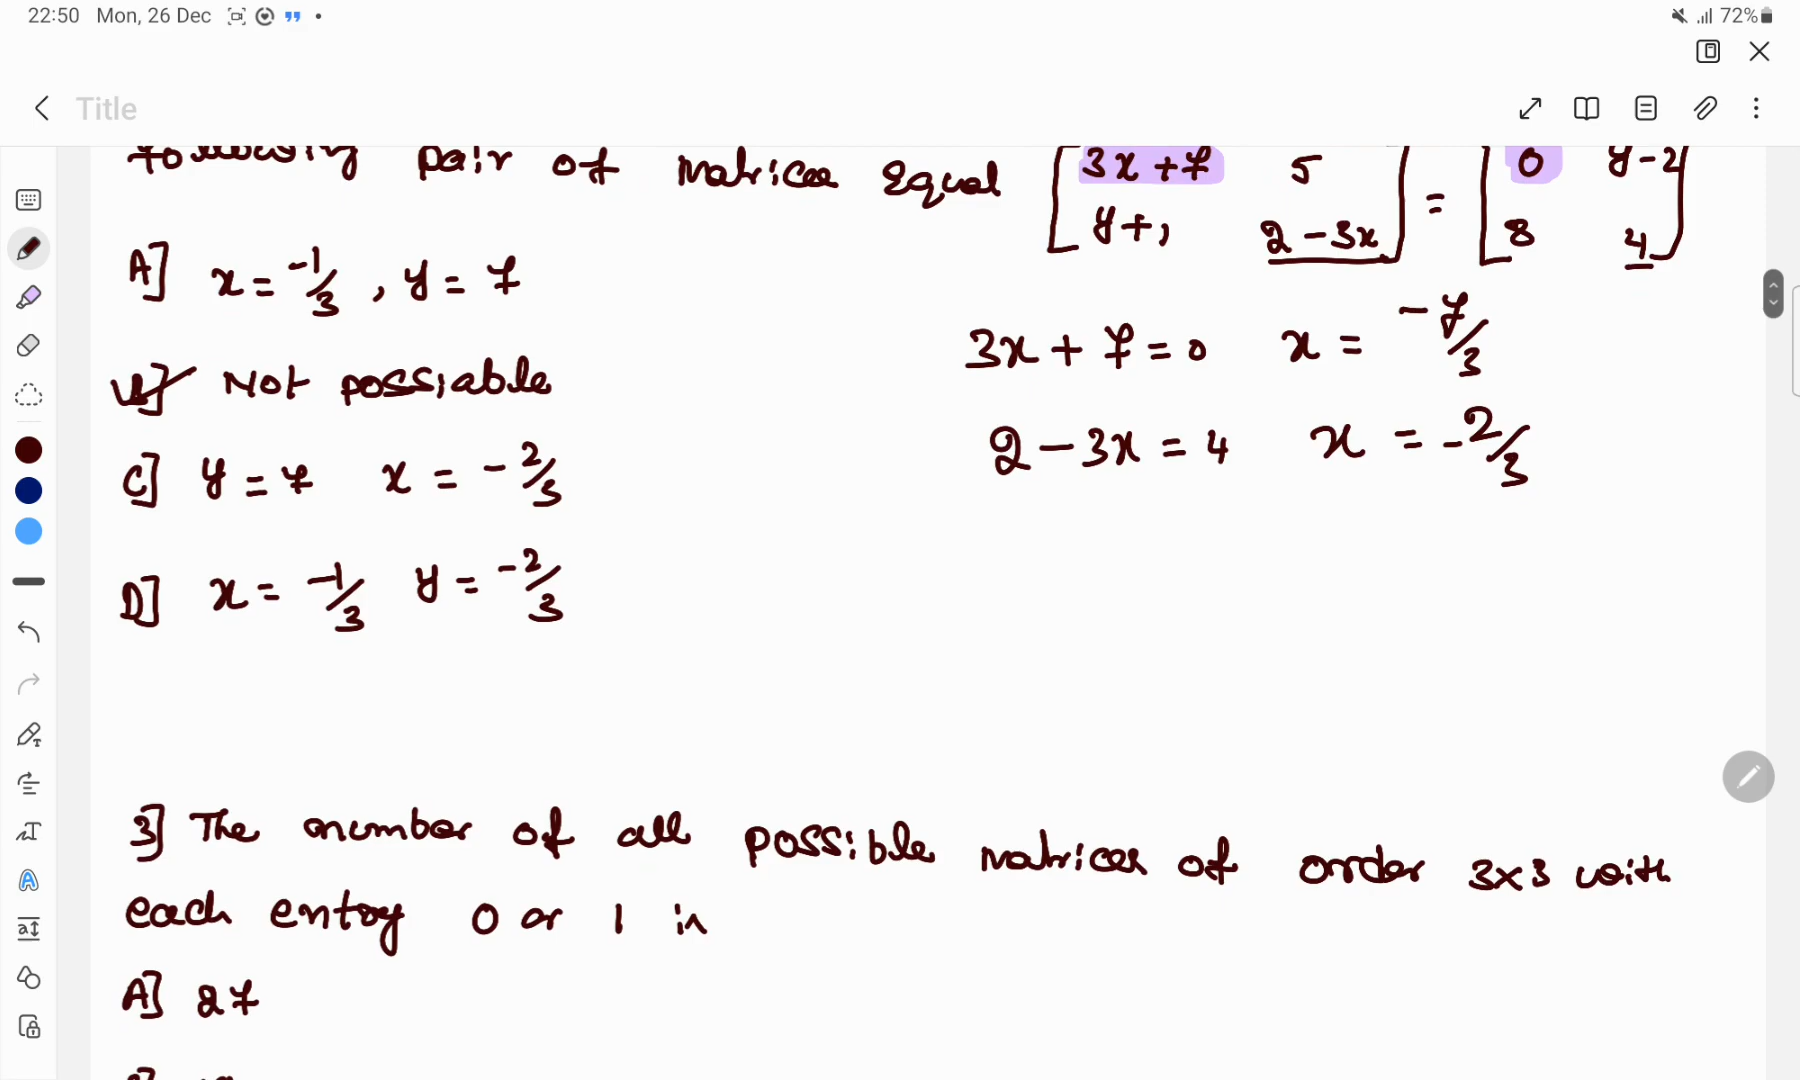 22:50 Mon, 26 Dec 72%
Title
following pair of Matrices Equal [3x+7 5 = [0 y-2
y+1 2-3x] 8 4]
A] x = -1/3 , y = 7
3x + 7 = 0 x = -7/3
B] Not possiable
2 - 3x = 4 x = -2/3
C] y = 7 x = -2/3
D] x = -1/3 y = -2/3
3] The number of all possible Matrices of order 3x3 with
each entry 0 or 1 is
A] 27